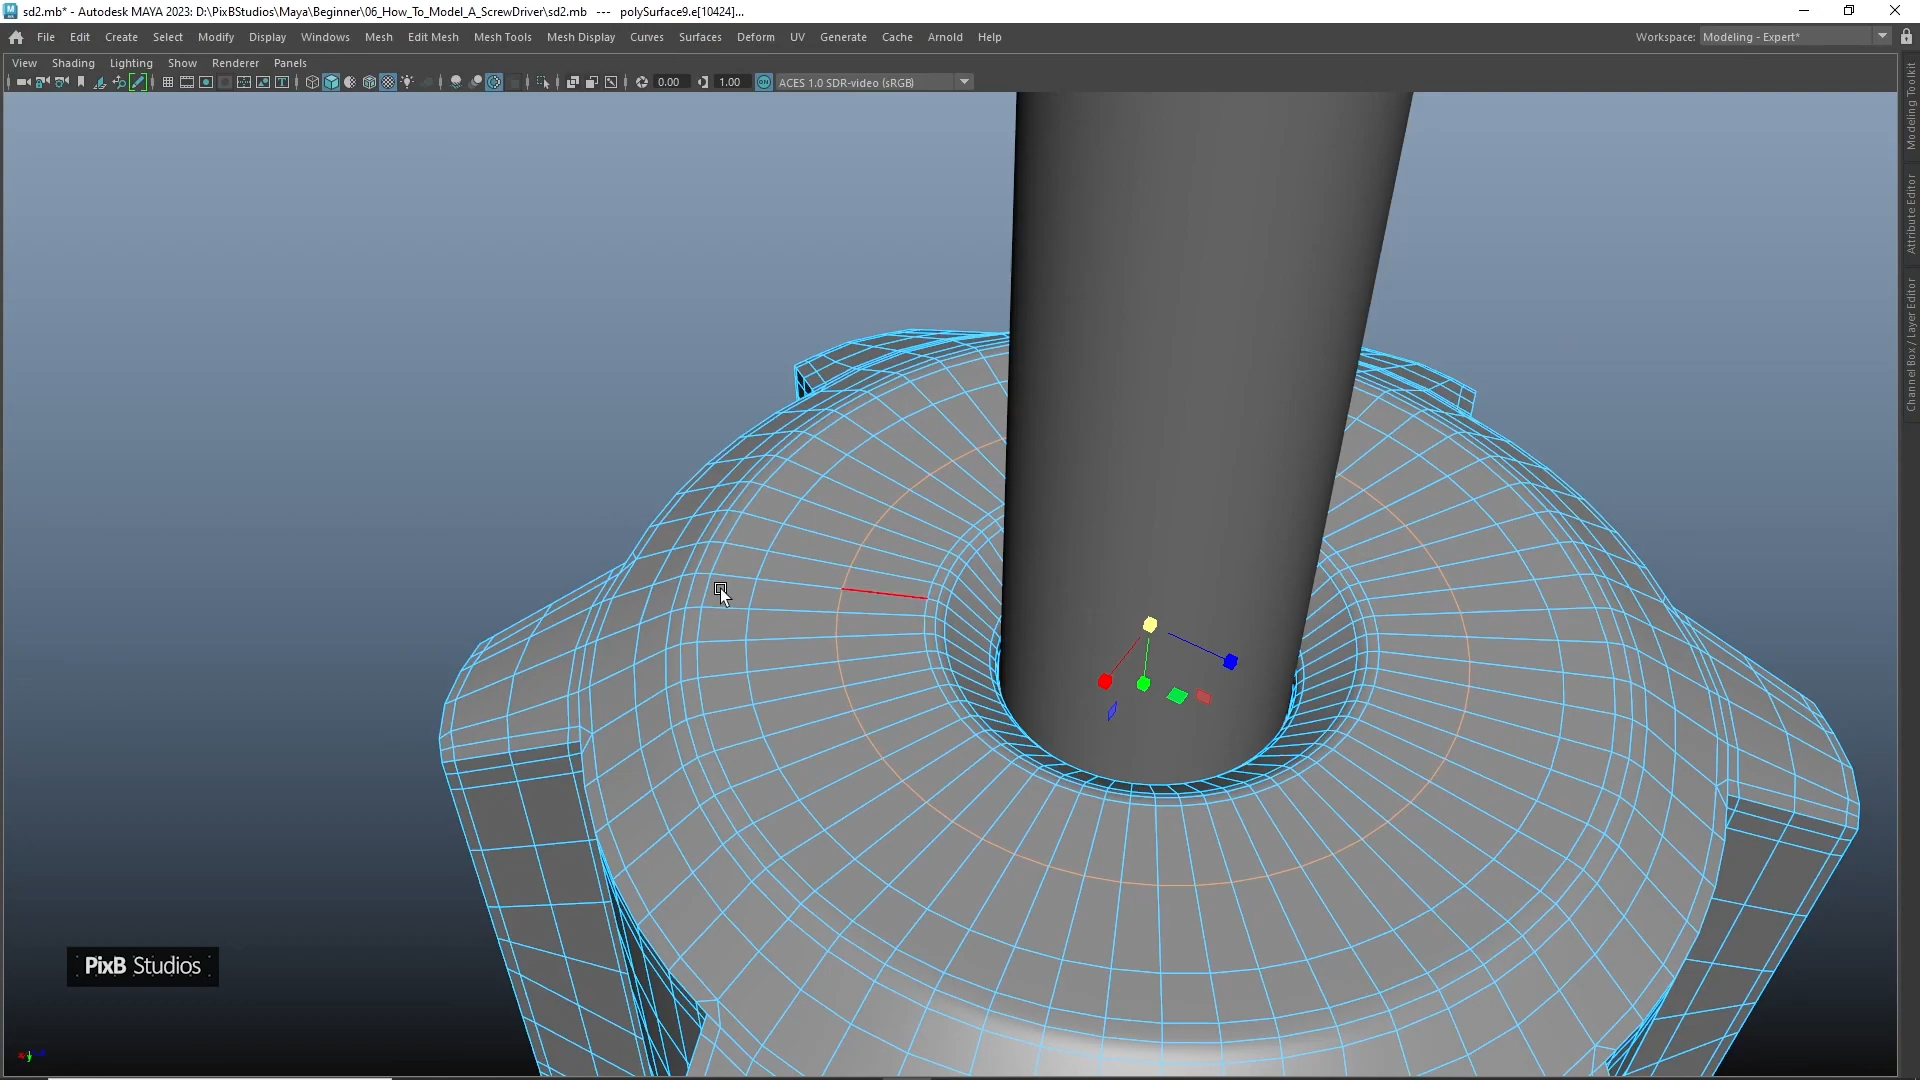 sd2.mb* - Autodesk MAYA 2023: D:\PixBStudios\Maya\Beginner\06_How_To_Model_A_ScrewDriver\sd2.mb --- polySurface9.e[10424]...
File Edit Create Select Modify Display Windows Mesh Edit Mesh Mesh Tools Mesh Display Curves Surfaces Deform UV Generate Cache Arnold Help Workspace: Modeling - Expert*
View Shading Lighting Show Renderer Panels
0.00 1.00 ON ACES 1.0 SDR-video (sRGB)
Modeling Toolkit
Attribute Editor
Channel Box / Layer Editor
PixB Studios